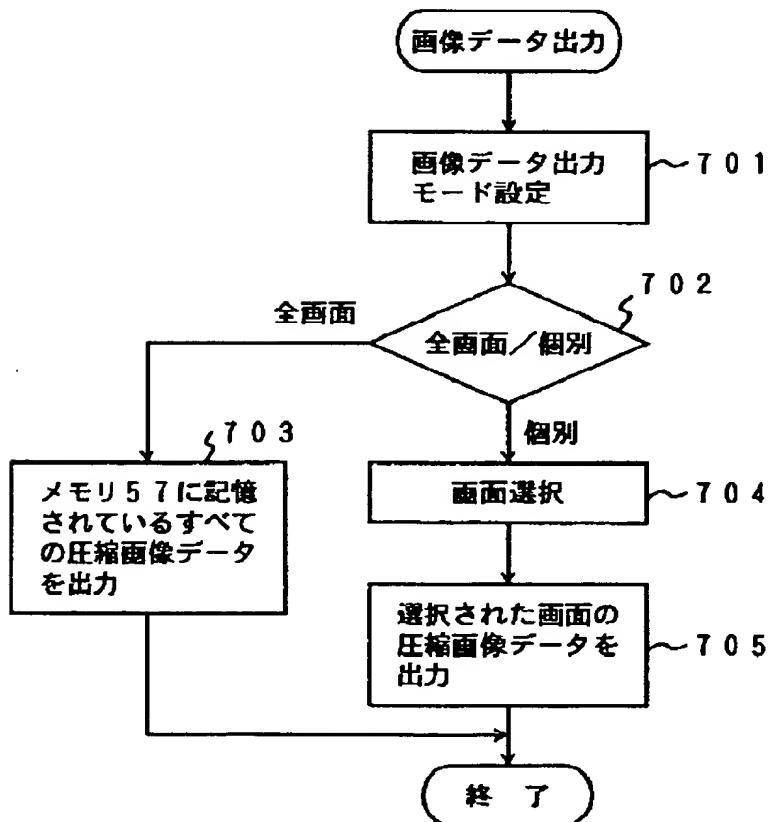 画像データ出力
画像データ出力
モード設定
701
702
全画面／個別
全画面
703
メモリ57に記憶
されているすべて
の圧縮画像データ
を出力
個別
画面選択
704
選択された画面の
圧縮画像データを
出力
705
終 了